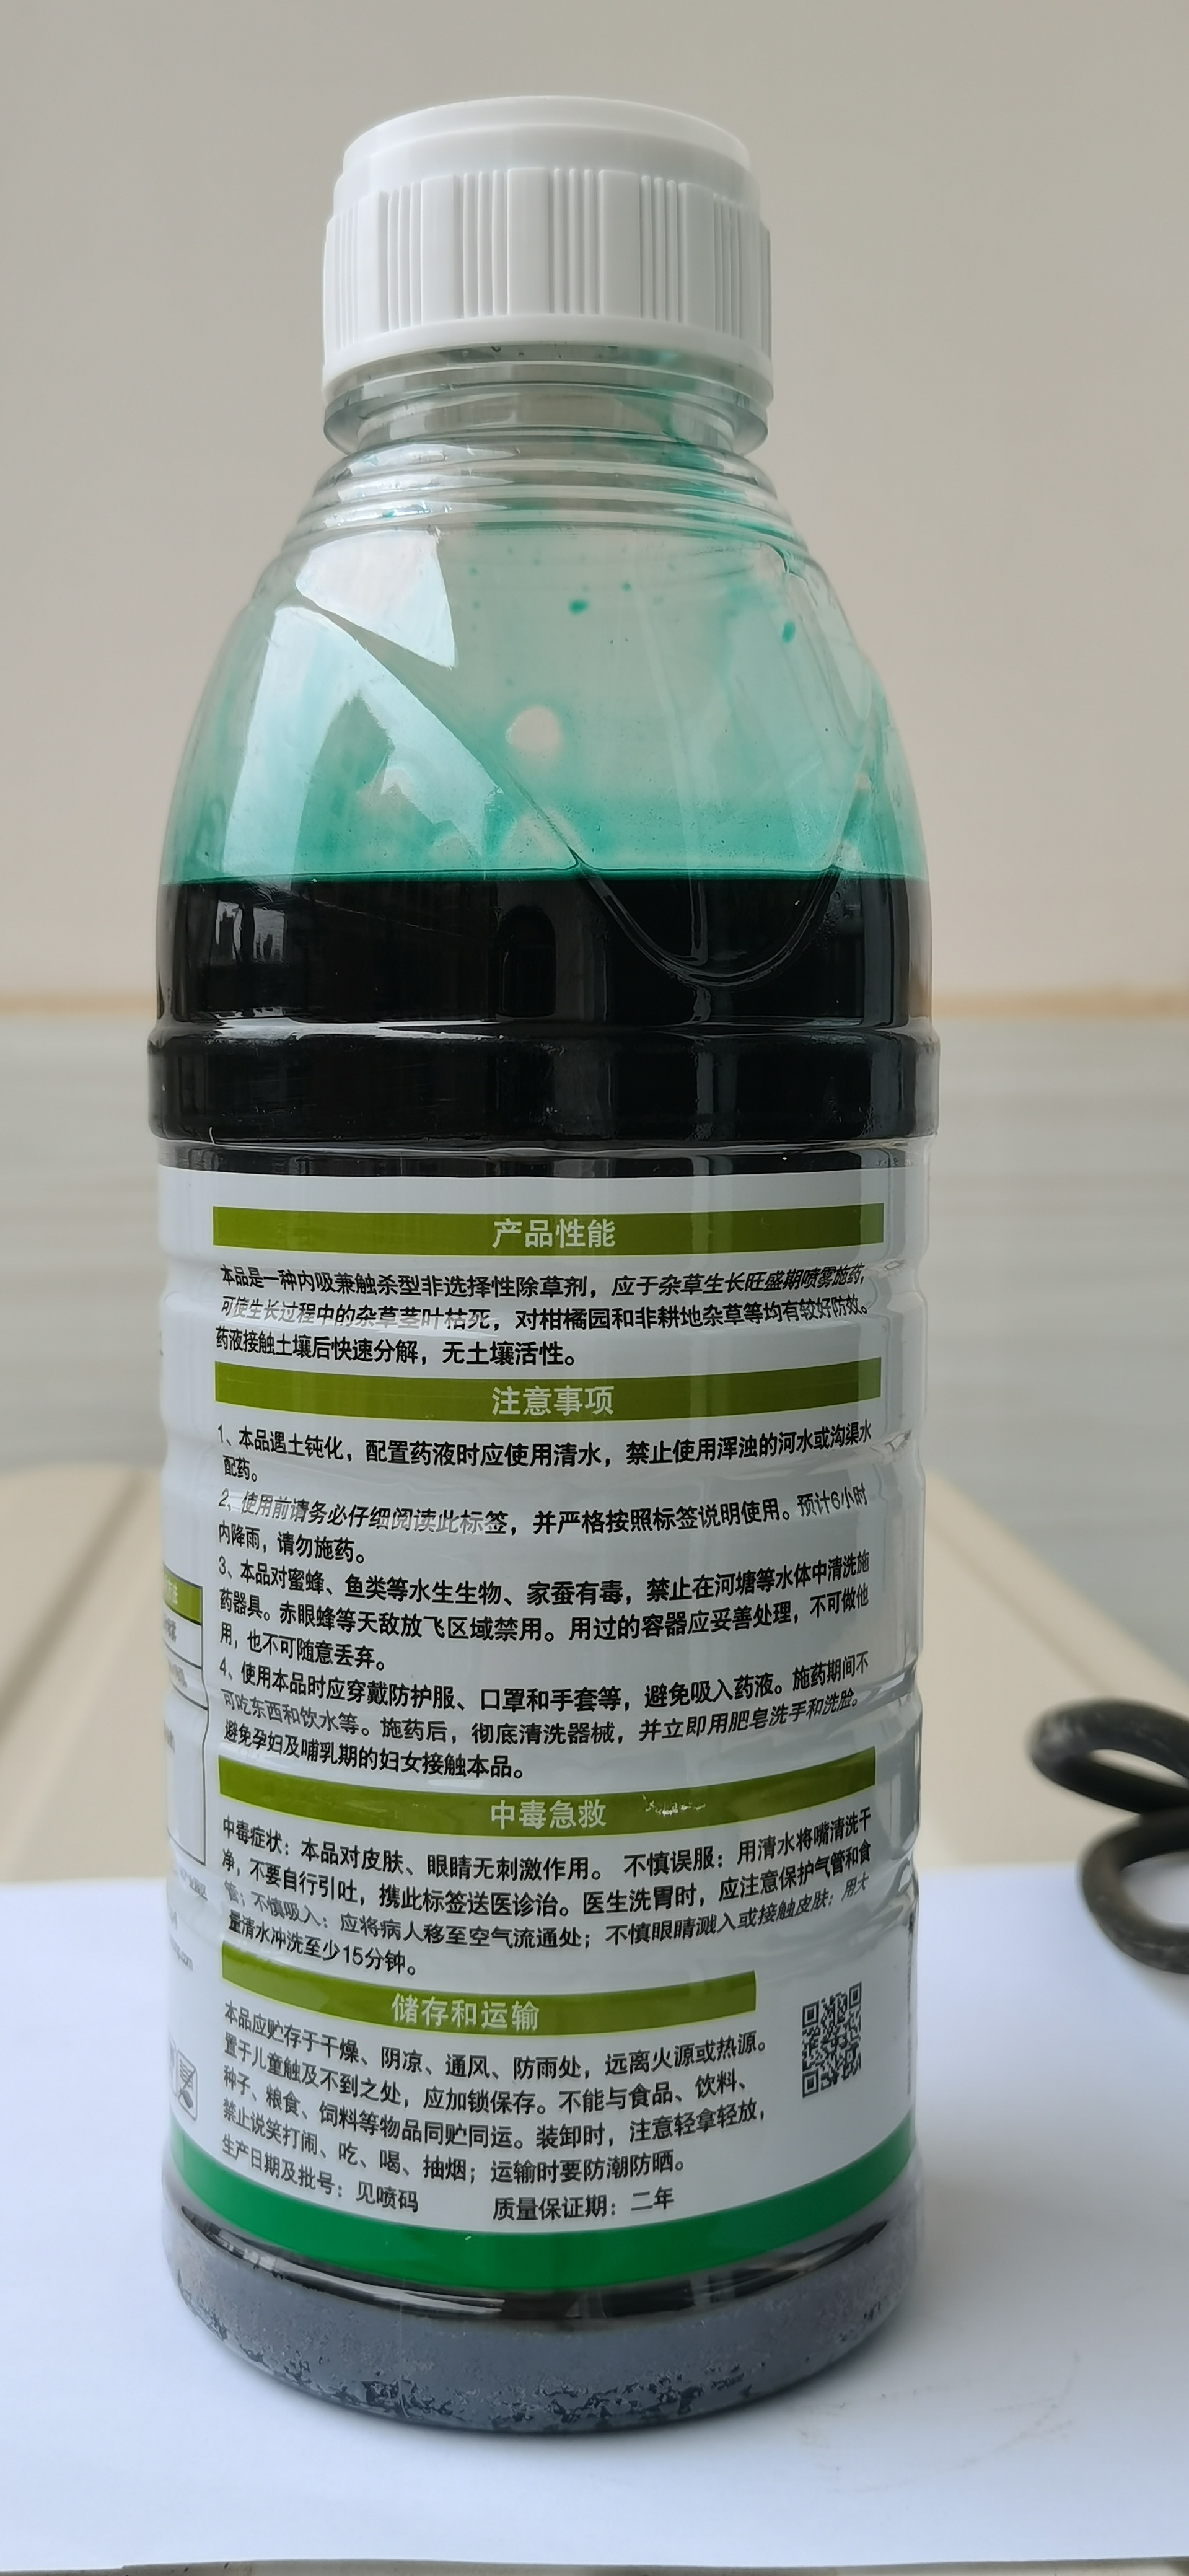 产品性能
本品是一种内吸兼触杀型非选择性除草剂，应于杂草生长旺盛期喷雾施药，
可使生长过程中的杂草茎叶枯死，对柑橘园和非耕地杂草等均有较好防效。
药液接触土壤后快速分解，无土壤活性。
注意事项
1、本品遇土钝化，配置药液时应使用清水，禁止使用浑浊的河水或沟渠水
配药。
2、使用前请务必仔细阅读此标签，并严格按照标签说明使用。预计6小时
内降雨，请勿施药。
3、本品对蜜蜂、鱼类等水生生物、家蚕有毒，禁止在河塘等水体中清洗施
药器具。赤眼蜂等天敌放飞区域禁用。用过的容器应妥善处理，不可做他
用，也不可随意丢弃。
4、使用本品时应穿戴防护服、口罩和手套等，避免吸入药液。施药期间不
可吃东西和饮水等。施药后，彻底清洗器械，并立即用肥皂洗手和洗脸。
避免孕妇及哺乳期的妇女接触本品。
中毒急救
中毒症状：本品对皮肤、眼睛无刺激作用。 不慎误服：用清水将嘴清洗干
净，不要自行引吐，携此标签送医诊治。医生洗胃时，应注意保护气管和食
管；不慎吸入：应将病人移至空气流通处；不慎眼睛溅入或接触皮肤：用大
量清水冲洗至少15分钟。
储存和运输
本品应贮存于干燥、阴凉、通风、防雨处，远离火源或热源。
置于儿童触及不到之处，应加锁保存。不能与食品、饮料、
种子、粮食、饲料等物品同贮同运。装卸时，注意轻拿轻放，
禁止说笑打闹、吃、喝、抽烟；运输时要防潮防晒。
生产日期及批号：见喷码 质量保证期：二年